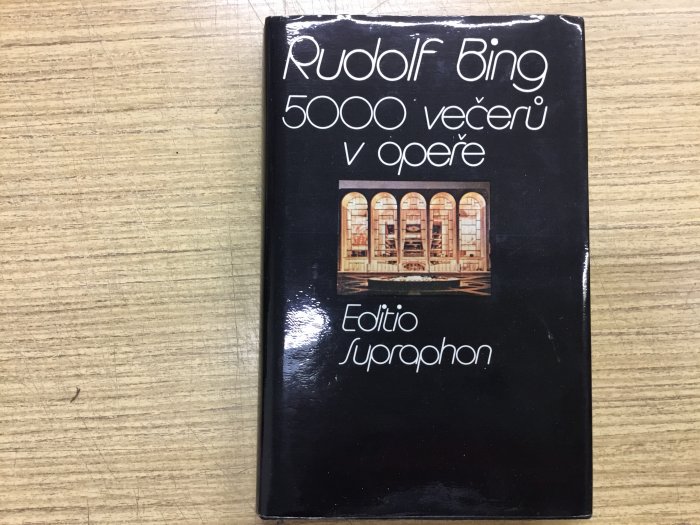 Rudolf Bing
5000 večerů
v opeře
Editio
Supraphon